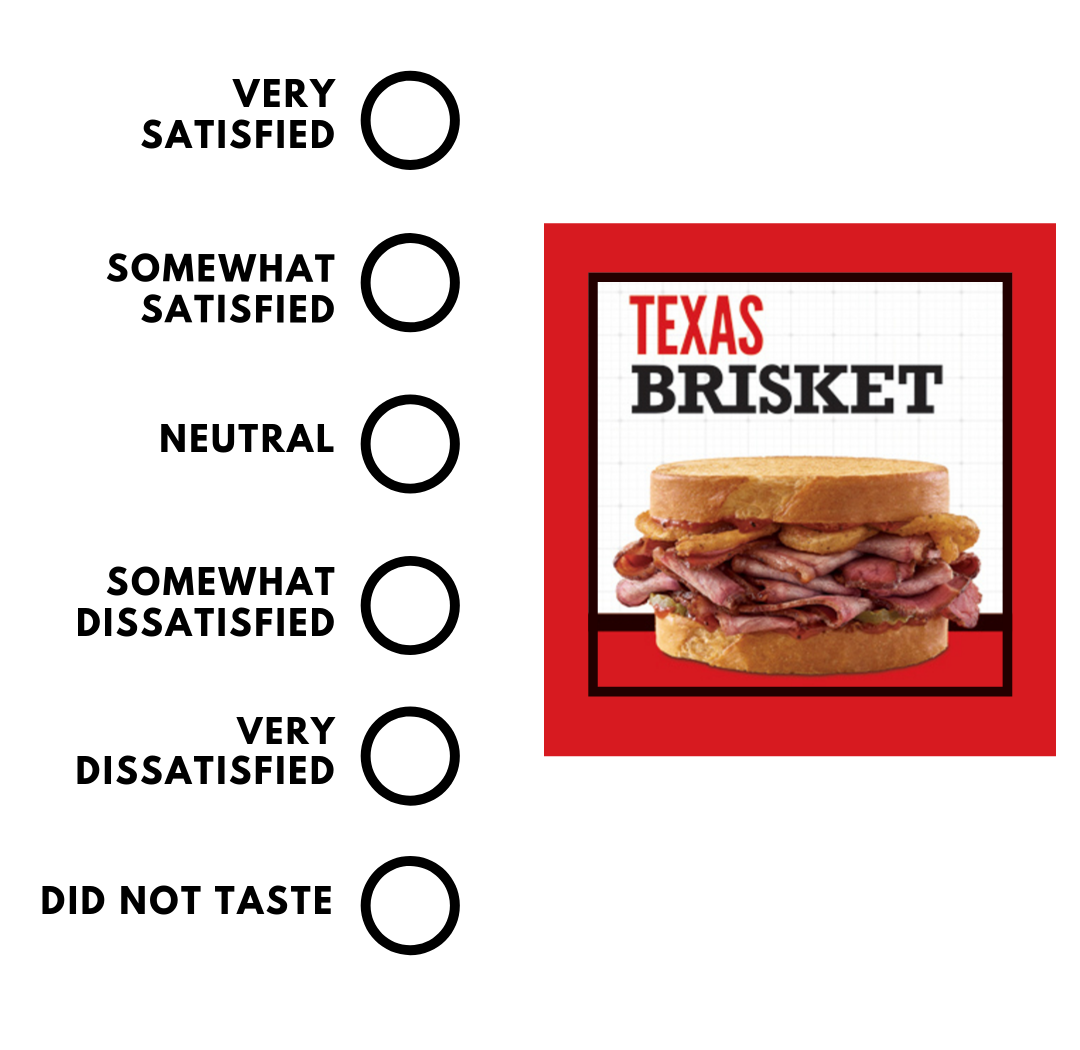 VERY
SATISFIED
SOMEWHAT
SATISFIED
NEUTRAL
SOMEWHAT
DISSATISFIED
VERY
DISSATISFIED
DID NOT TASTE
TEXAS
BRISKET